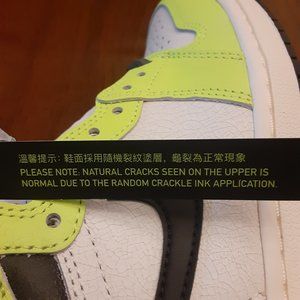 溫馨提示: 鞋面採用隨機裂紋塗層, 龜裂為正常現象
PLEASE NOTE: NATURAL CRACKS SEEN ON THE UPPER IS
NORMAL DUE TO THE RANDOM CRACKLE INK APPLICATION.